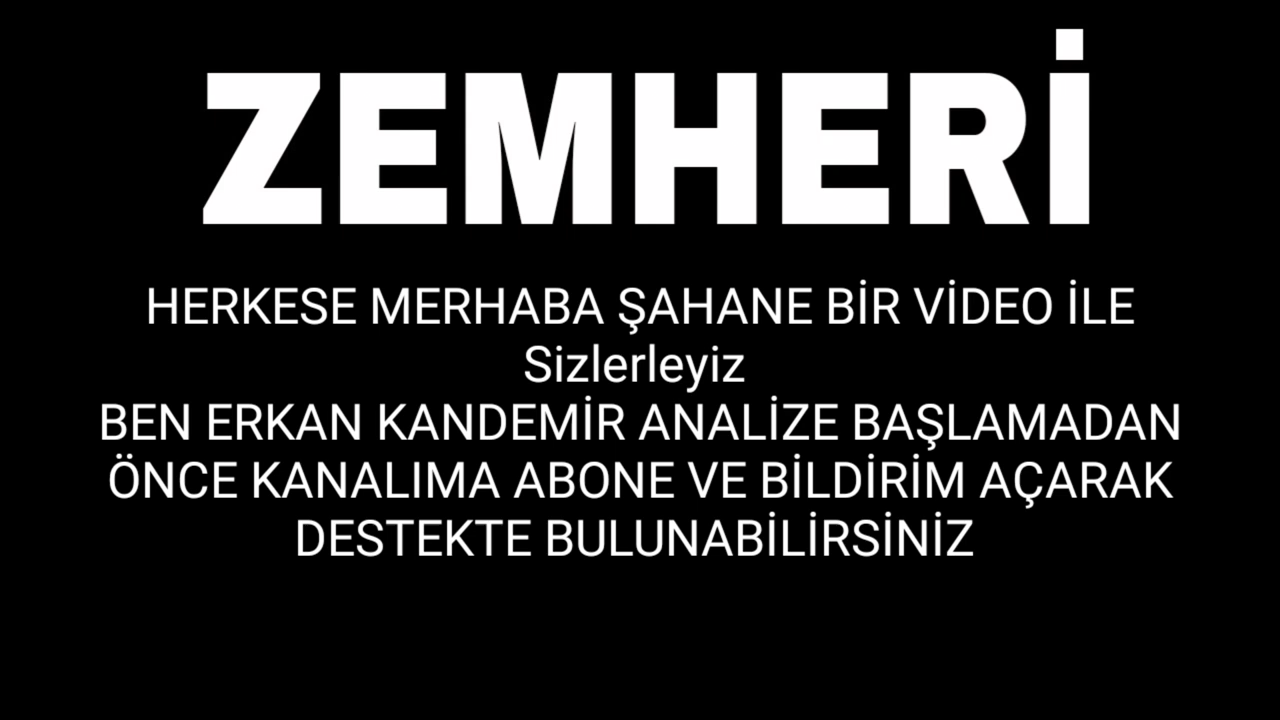 ZEMHERİ
HERKESE MERHABA ŞAHANE BİR VİDEO İLE
Sizlerleyiz
BEN ERKAN KANDEMİR ANALİZE BAŞLAMADAN
ÖNCE KANALIMA ABONE VE BİLDİRİM AÇARAK
DESTEKTE BULUNABİLİRSİNİZ